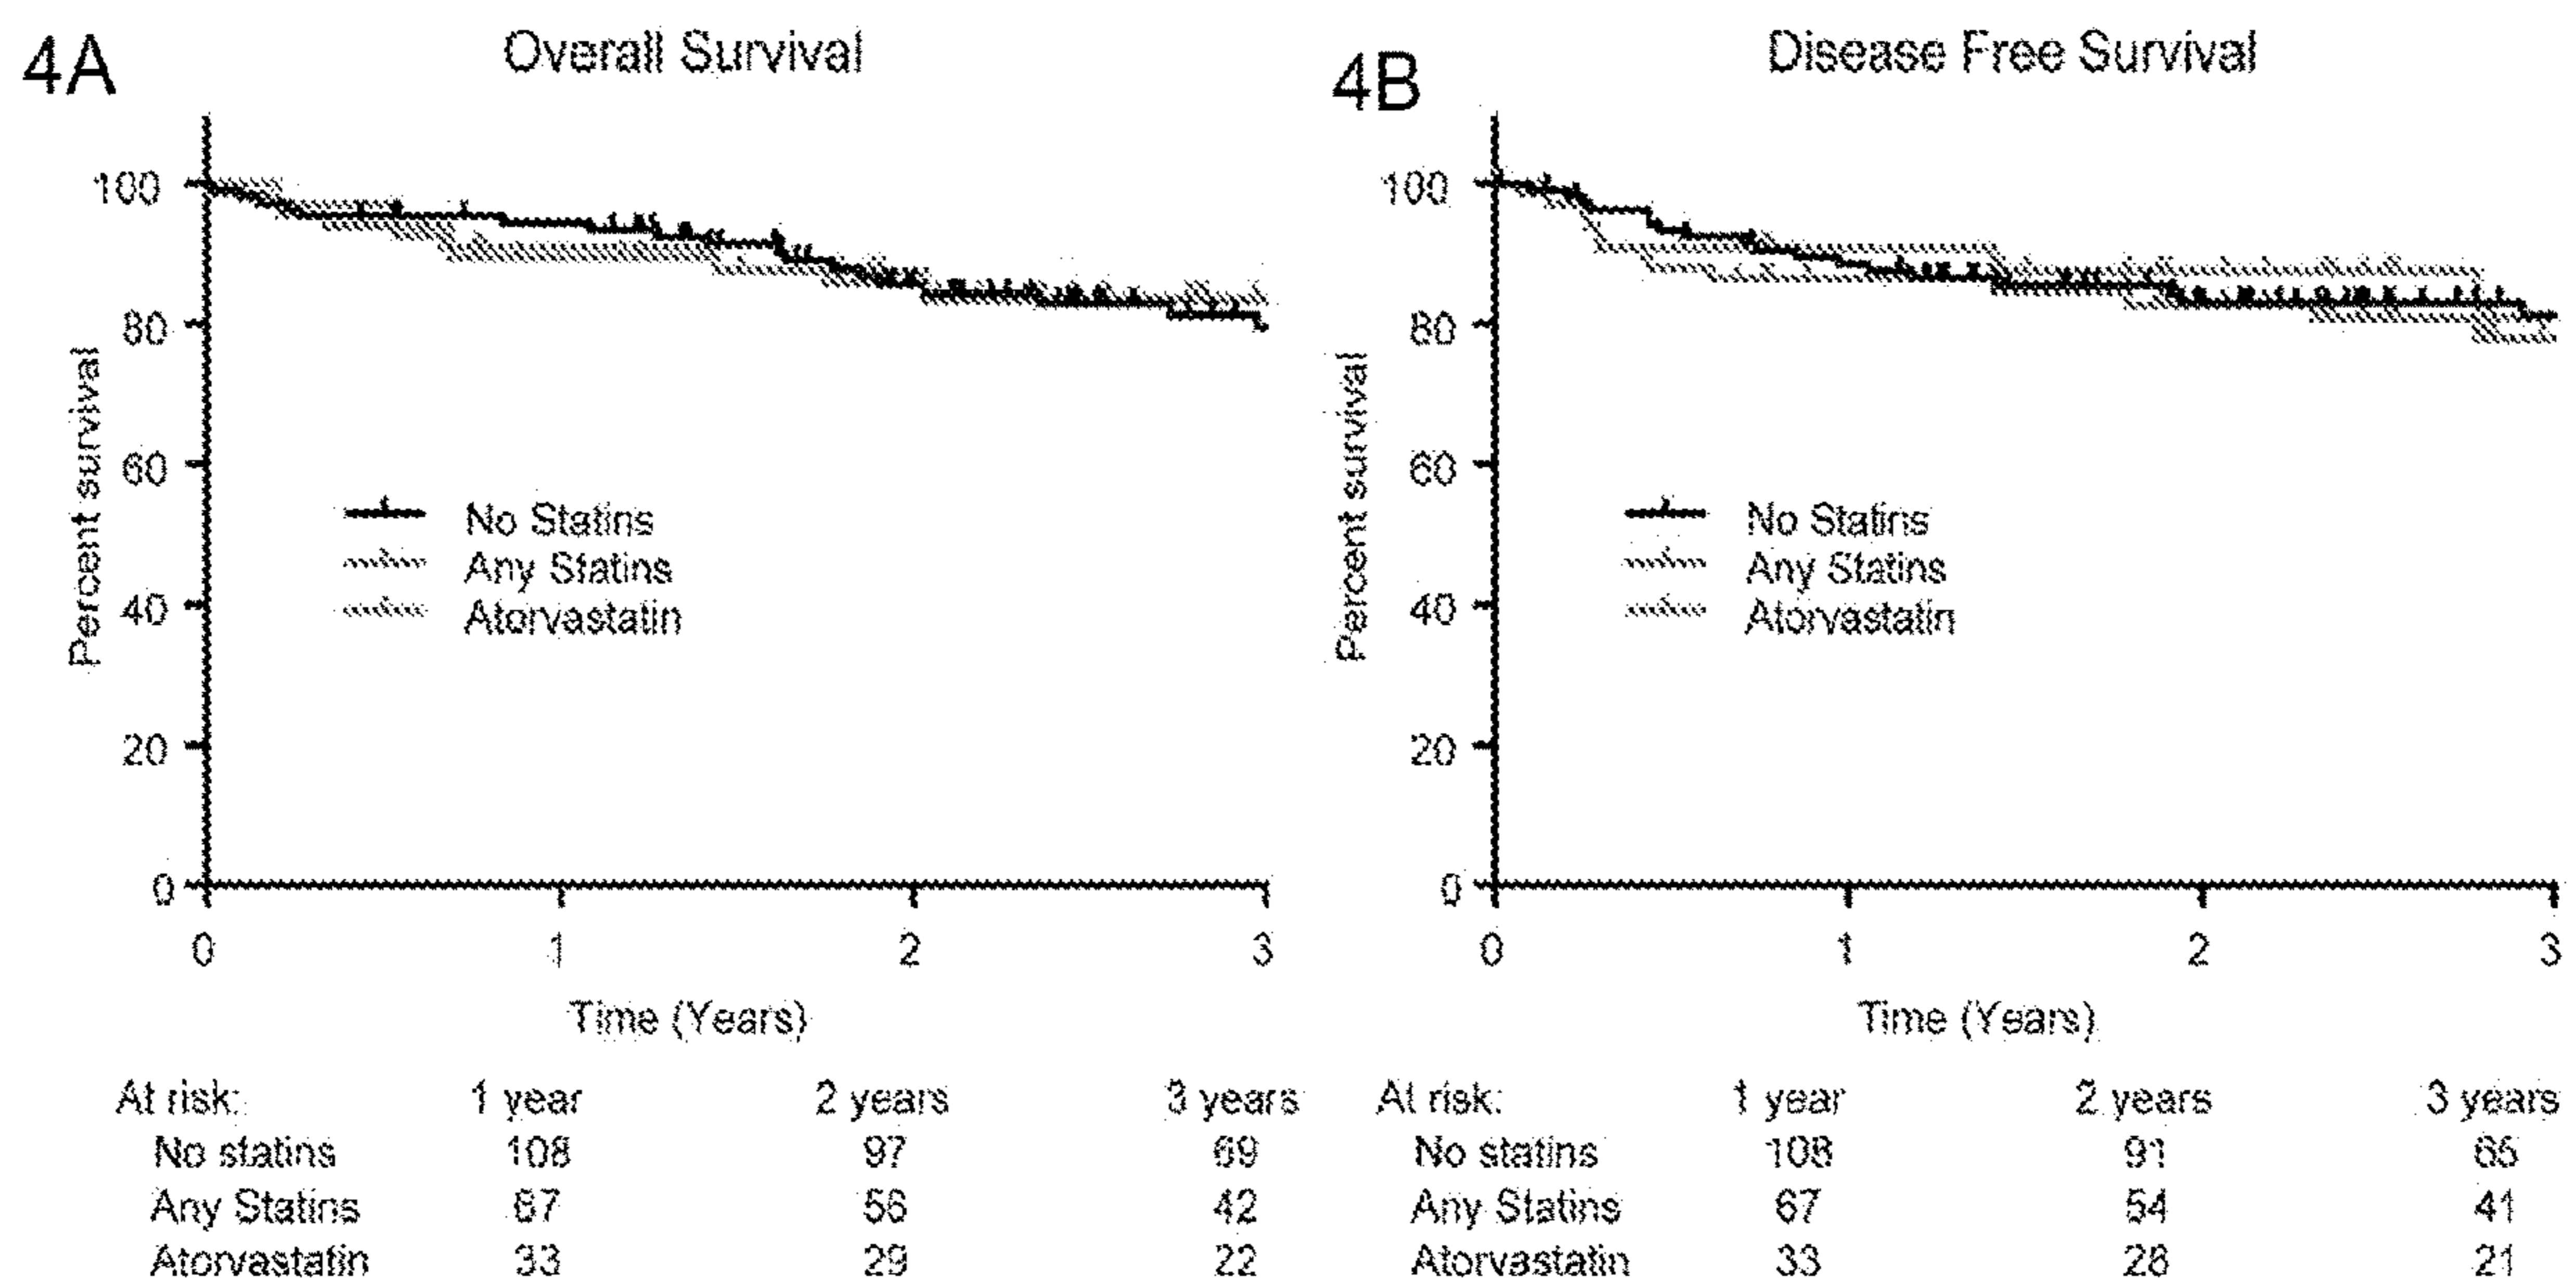 4A
Overall Survival
Percent survival
100
80
60
40
20
0
No Statins
Any Statins
Atorvastatin
0 1 2 3
Time (Years)
At risk: 1 year 2 years 3 years
No statins 108 97 69
Any Statins 67 56 42
Atorvastatin 33 29 22
4B
Disease Free Survival
Percent survival
100
80
60
40
20
0
No Statins
Any Statins
Atorvastatin
0 1 2 3
Time (Years)
At risk: 1 year 2 years 3 years
No statins 108 91 65
Any Statins 67 54 41
Atorvastatin 33 28 21